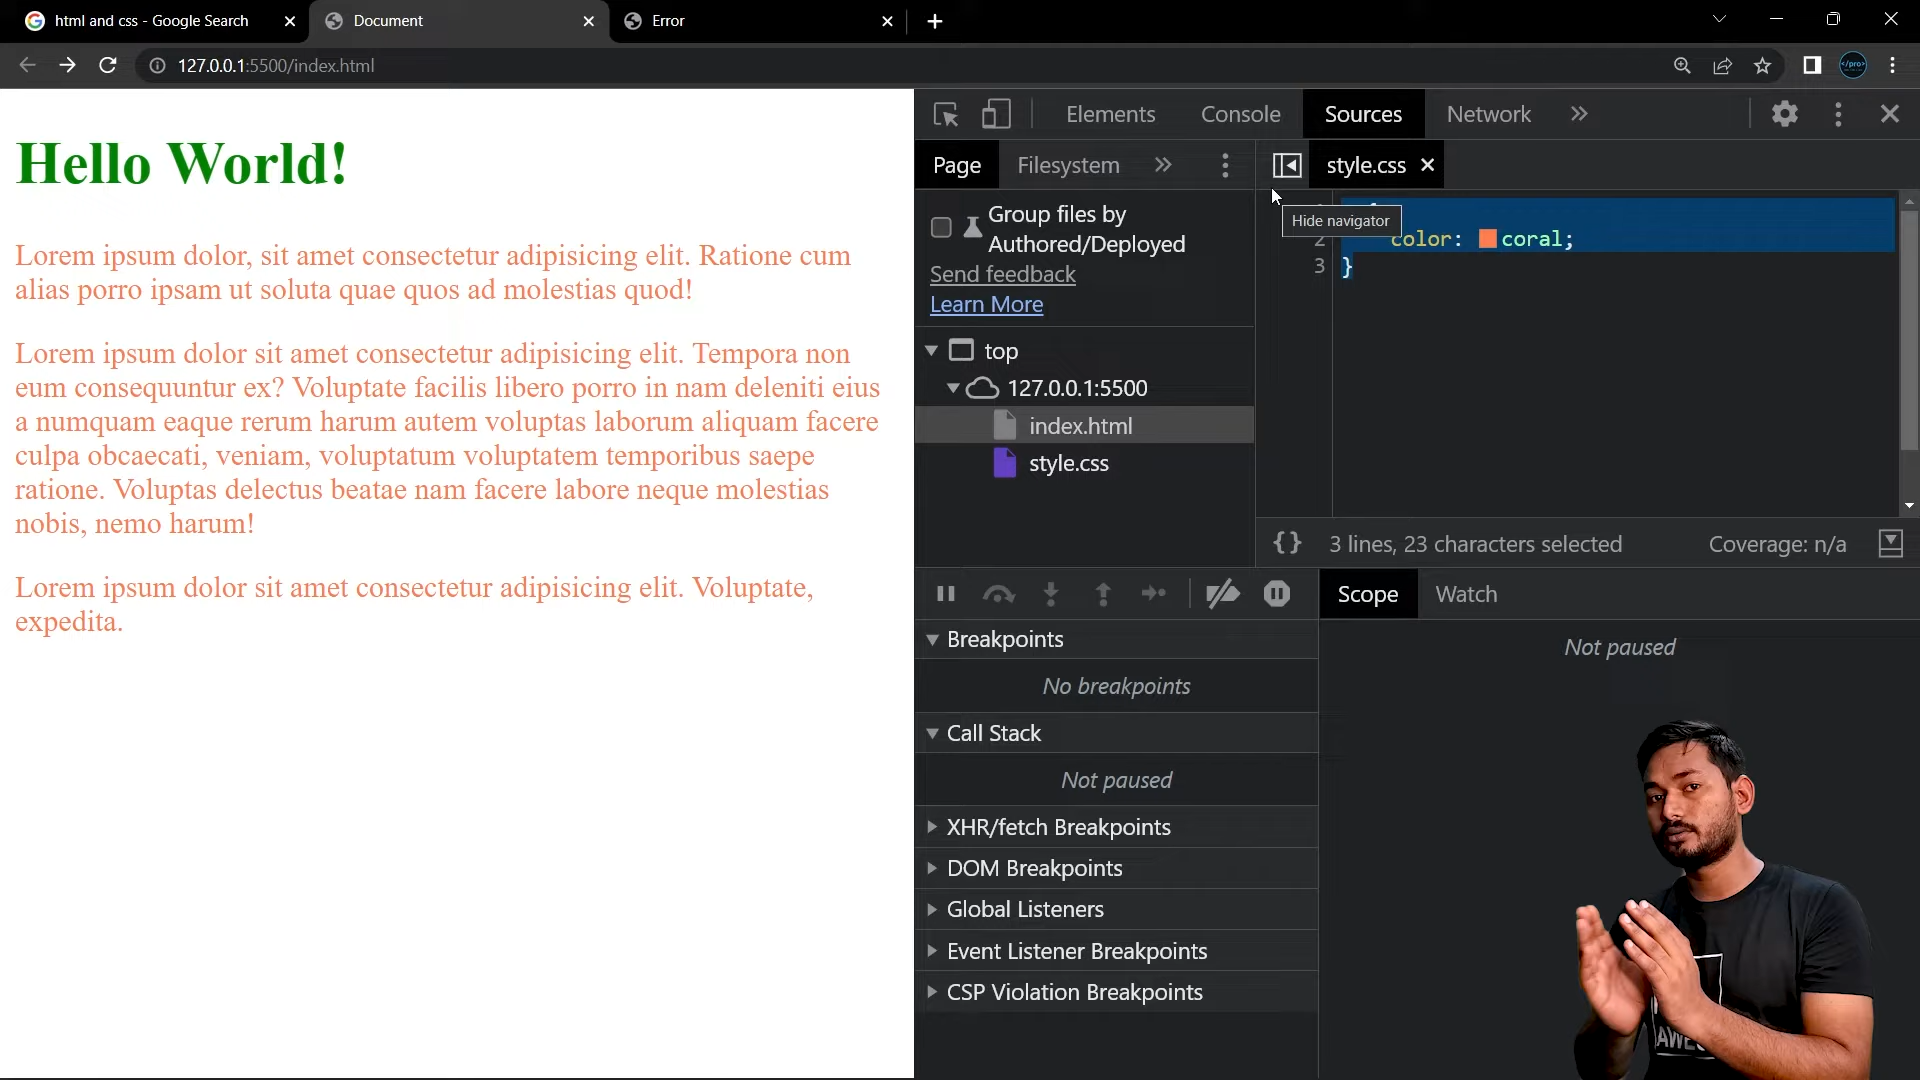 html and css - Google Search
Document
Error
127.0.0.1:5500/index.html
</pro>
Hello World!
Lorem ipsum dolor, sit amet consectetur adipisicing elit. Ratione cum
alias porro ipsam ut soluta quae quos ad molestias quod!
Lorem ipsum dolor sit amet consectetur adipisicing elit. Tempora non
eum consequuntur ex? Voluptate facilis libero porro in nam deleniti eius
a numquam eaque rerum harum autem voluptas laborum aliquam facere
culpa obcaecati, veniam, voluptatum voluptatem temporibus saepe
ratione. Voluptas delectus beatae nam facere labore neque molestias
nobis, nemo harum!
Lorem ipsum dolor sit amet consectetur adipisicing elit. Voluptate,
expedita.
Elements Console Sources Network
Page Filesystem
Group files by
Authored/Deployed
Send feedback
Learn More
top
127.0.0.1:5500
index.html
style.css
style.css
Hide navigator
2 color: coral;
3 }
{} 3 lines, 23 characters selected Coverage: n/a
Breakpoints
No breakpoints
Call Stack
Not paused
XHR/fetch Breakpoints
DOM Breakpoints
Global Listeners
Event Listener Breakpoints
CSP Violation Breakpoints
Scope Watch
Not paused